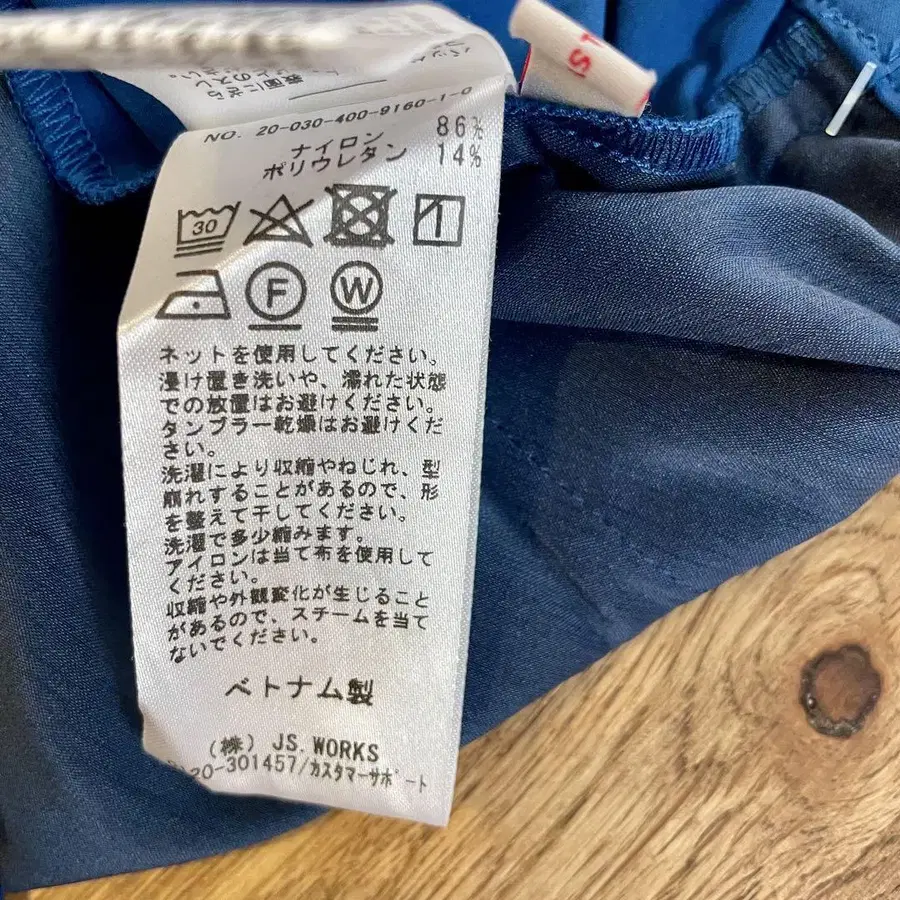 NO. 20-030-400-9160-1-0
ナイロン 86%
ポリウレタン 14%
30
F W
ネットを使用してください。
浸け置き洗いや、濡れた状態
での放置はお避けください。
タンブラー乾燥はお避けくだ
さい。
洗濯により収縮やねじれ、型
崩れすることがあるので、形
を整えて干してください。
洗濯で多少縮みます。
アイロンは当て布を使用して
ください。
収縮や外観変化が生じること
があるので、スチームを当て
ないでください。
ベトナム製
(株) JS. WORKS
20-301457/カスタマーサポート